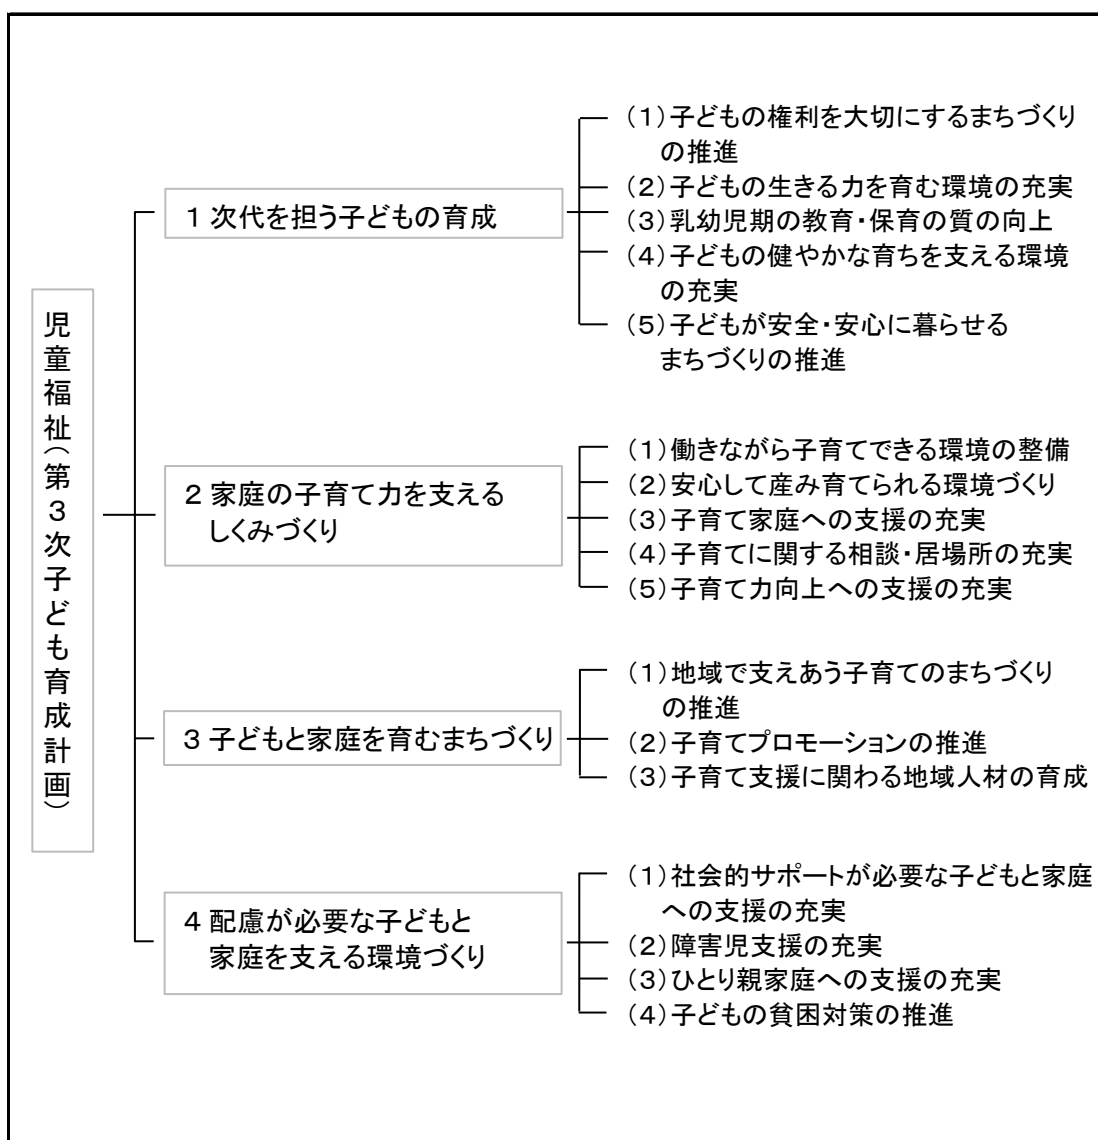 児童福祉（第３次子ども育成計画）
１ 次代を担う子どもの育成
（１）子どもの権利を大切にするまちづくり
の推進
（２）子どもの生きる力を育む環境の充実
（３）乳幼児期の教育・保育の質の向上
（４）子どもの健やかな育ちを支える環境
の充実
（５）子どもが安全・安心に暮らせる
まちづくりの推進
２ 家庭の子育て力を支える
しくみづくり
（１）働きながら子育てできる環境の整備
（２）安心して産み育てられる環境づくり
（３）子育て家庭への支援の充実
（４）子育てに関する相談・居場所の充実
（５）子育て力向上への支援の充実
３ 子どもと家庭を育むまちづくり
（１）地域で支えあう子育てのまちづくり
の推進
（２）子育てプロモーションの推進
（３）子育て支援に関わる地域人材の育成
４ 配慮が必要な子どもと
家庭を支える環境づくり
（１）社会的サポートが必要な子どもと家庭
への支援の充実
（２）障害児支援の充実
（３）ひとり親家庭への支援の充実
（４）子どもの貧困対策の推進